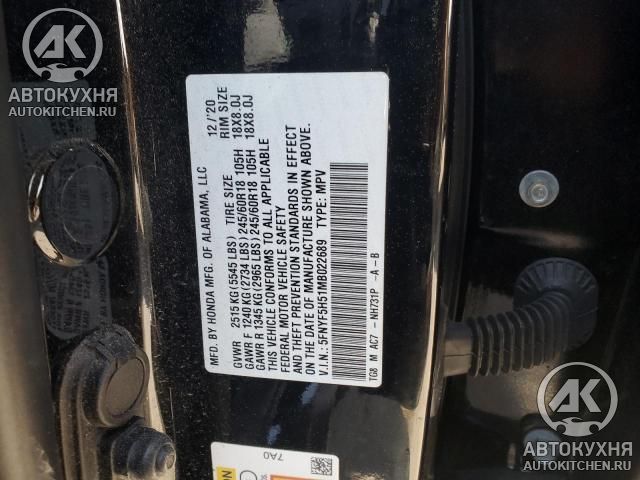 АВТОКУХНЯ
AUTOKITCHEN.RU
MFD. BY HONDA MFG. OF ALABAMA, LLC 12/'20
GVWR 2515 KG (5545 LBS) TIRE SIZE RIM SIZE
GAWR F 1240 KG (2734 LBS) 245/60R18 105H 18X8.0J
GAWR R 1345 KG (2965 LBS) 245/60R18 105H 18X8.0J
THIS VEHICLE CONFORMS TO ALL APPLICABLE
FEDERAL MOTOR VEHICLE SAFETY
AND THEFT PREVENTION STANDARDS IN EFFECT
ON THE DATE OF MANUFACTURE SHOWN ABOVE.
V.I.N.: 5FNYF5H51MB022689 TYPE: MPV
TG8 M AC7 - NH731P -A-B
7A0
АК
АВТОКУХНЯ
AUTOKITCHEN.RU